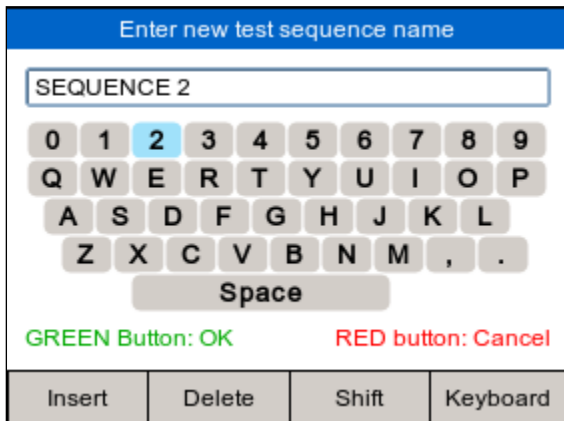 Enter new test sequence name
SEQUENCE 2
0 1 2 3 4 5 6 7 8 9
Q W E R T Y U I O P
A S D F G H J K L
Z X C V B N M , .
Space
GREEN Button: OK RED button: Cancel
Insert Delete Shift Keyboard